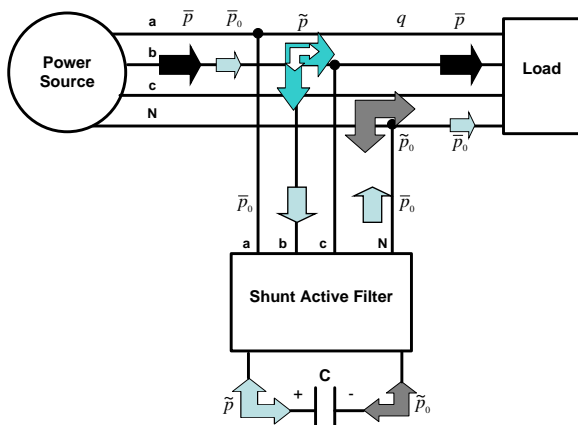 a p̄ p̄₀ p̃ q p̄
b
Power
Source
c
Load
N
p̃₀ p̄₀
p̄₀ p̄₀
a b c N
Shunt Active Filter
C
p̃ + - p̃₀